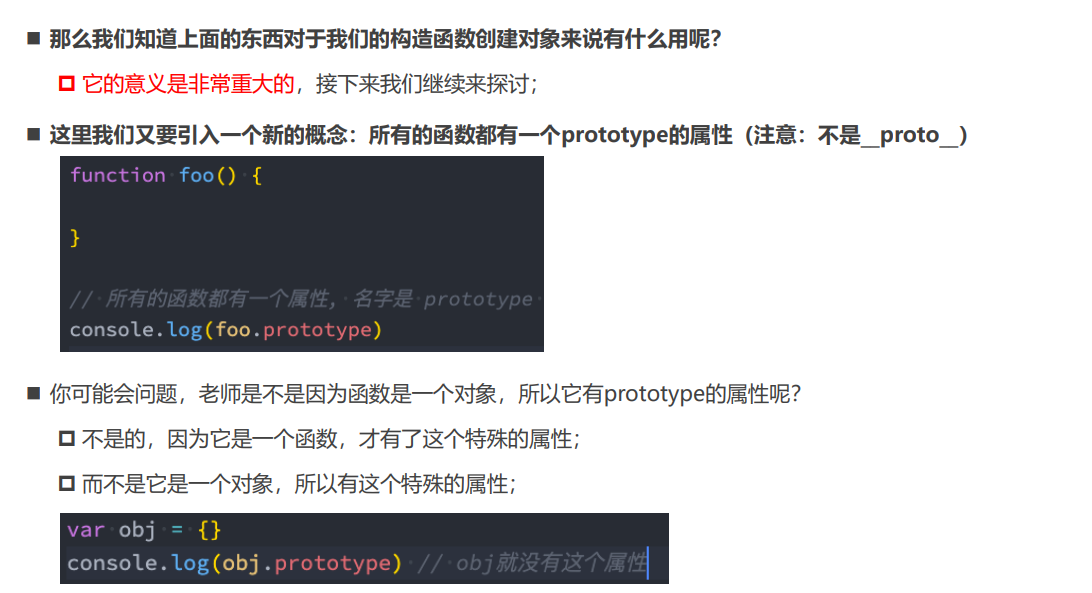 那么我们知道上面的东西对于我们的构造函数创建对象来说有什么用呢?
它的意义是非常重大的，接下来我们继续来探讨;
这里我们又要引入一个新的概念：所有的函数都有一个prototype的属性（注意：不是__proto__）
function foo() {
}
// 所有的函数都有一个属性, 名字是 prototype
console.log(foo.prototype)
你可能会问题，老师是不是因为函数是一个对象，所以它有prototype的属性呢?
不是的，因为它是一个函数，才有了这个特殊的属性;
而不是它是一个对象，所以有这个特殊的属性;
var obj = {}
console.log(obj.prototype) // obj就没有这个属性